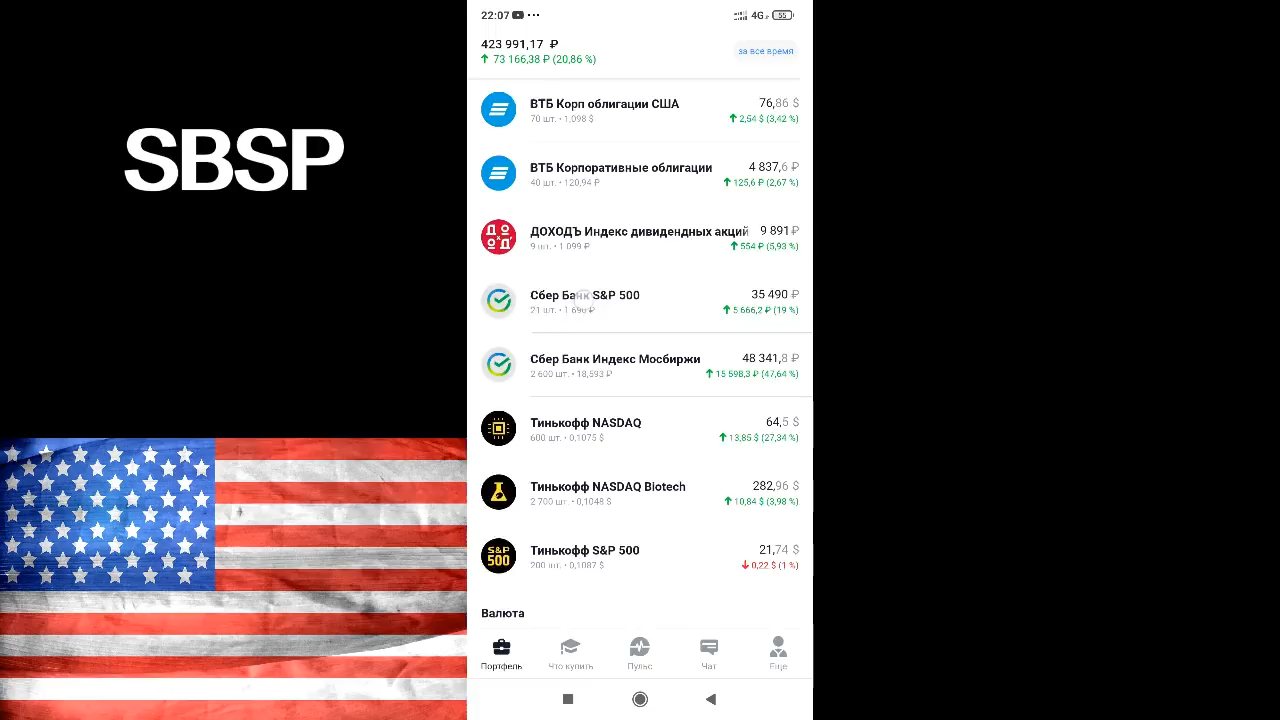 SBSP
22:07
4G
55
423 991,17 ₽
73 166,38 ₽ (20,86 %)
за все время
ВТБ Корп облигации США
76,86 $
70 шт. • 1,098 $
2,54 $ (3,42 %)
ВТБ Корпоративные облигации
4 837,6 ₽
40 шт. • 120,94 ₽
125,6 ₽ (2,67 %)
ДОХОДЪ Индекс дивидендных акций
9 891 ₽
9 шт. • 1 099 ₽
554 ₽ (5,93 %)
Сбер Банк S&P 500
35 490 ₽
21 шт. • 1 690 ₽
5 666,2 ₽ (19 %)
Сбер Банк Индекс Мосбиржи
48 341,8 ₽
2 600 шт. • 18,593 ₽
15 598,3 ₽ (47,64 %)
Тинькофф NASDAQ
64,5 $
600 шт. • 0,1075 $
13,85 $ (27,34 %)
Тинькофф NASDAQ Biotech
282,96 $
2 700 шт. • 0,1048 $
10,84 $ (3,98 %)
S&P
500
Тинькофф S&P 500
21,74 $
200 шт. • 0,1087 $
0,22 $ (1 %)
Валюта
Портфель
Что купить
Пульс
Чат
Еще